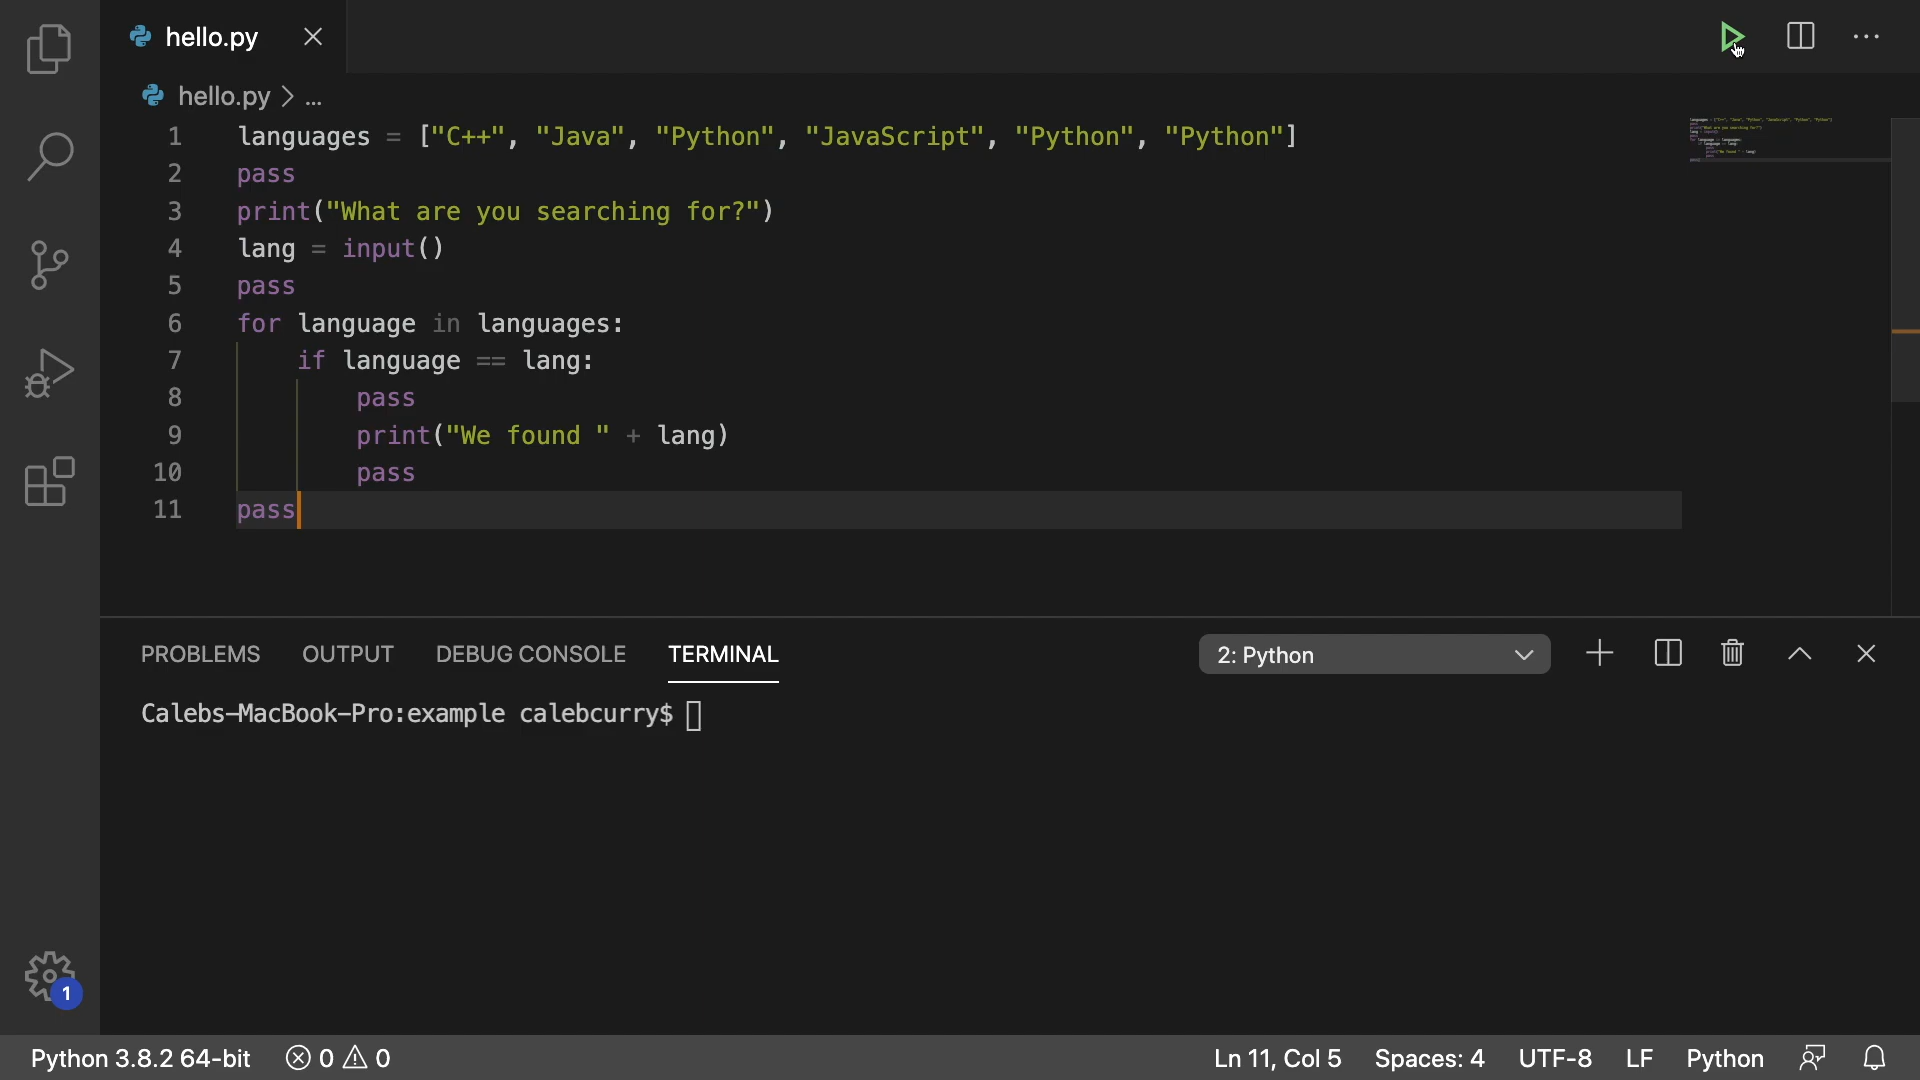 hello.py
hello.py > ...
1 languages = ["C++", "Java", "Python", "JavaScript", "Python", "Python"]
2 pass
3 print("What are you searching for?")
4 lang = input()
5 pass
6 for language in languages:
7     if language == lang:
8         pass
9         print("We found " + lang)
10         pass
11 pass
PROBLEMS OUTPUT DEBUG CONSOLE TERMINAL 2: Python
Calebs-MacBook-Pro:example calebcurry$
1
Python 3.8.2 64-bit 0 0 Ln 11, Col 5 Spaces: 4 UTF-8 LF Python